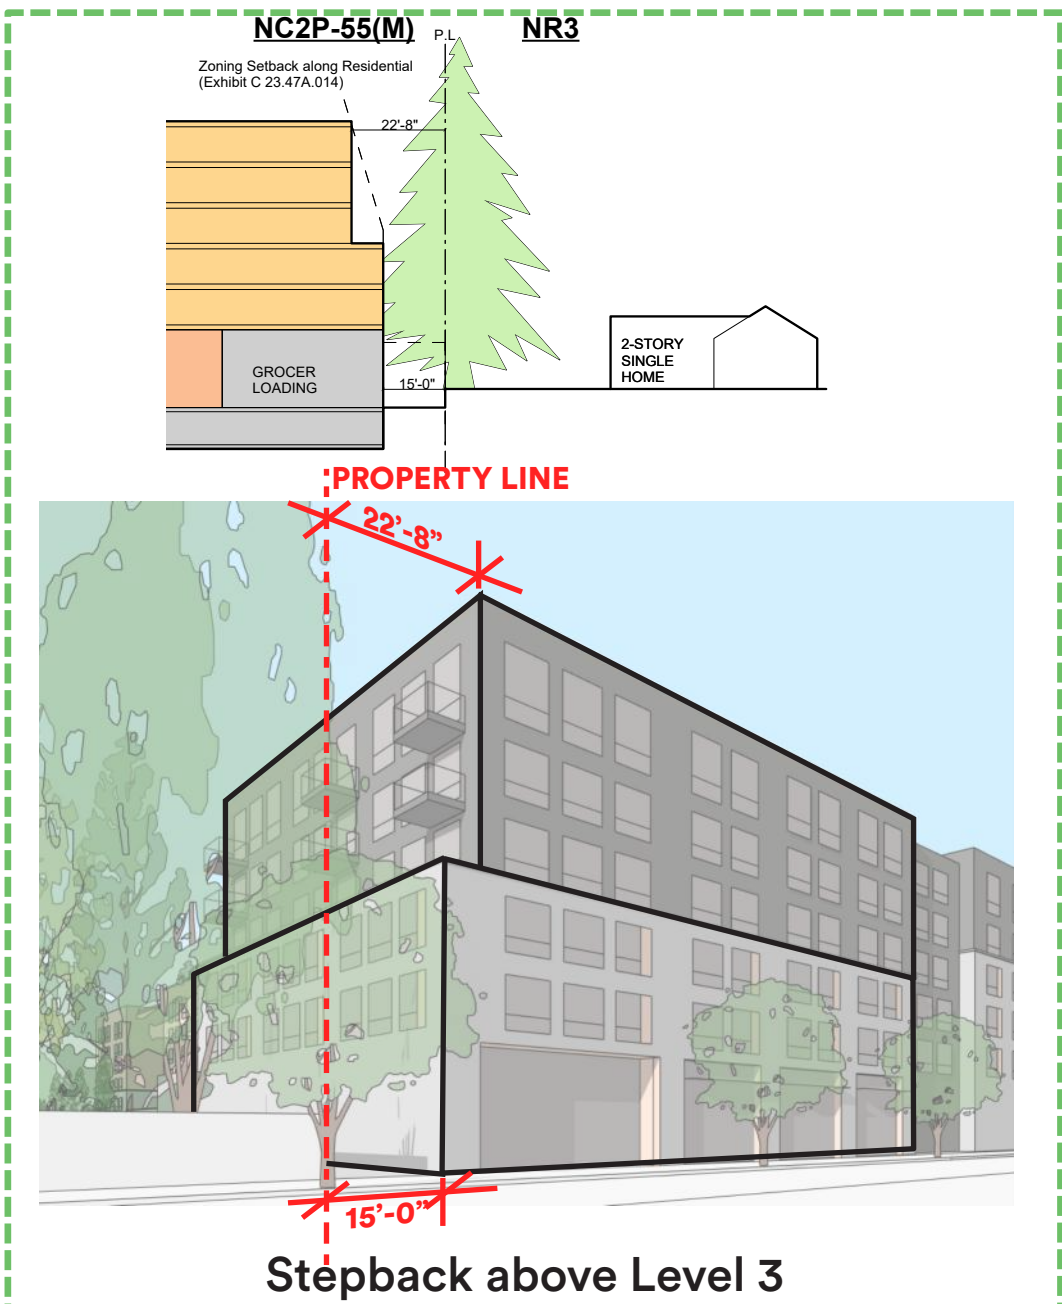 NC2P-55(M) P.L. NR3
Zoning Setback along Residential
(Exhibit C 23.47A.014)
22'-8"
2-STORY
SINGLE
HOME
GROCER
LOADING
15'-0"
PROPERTY LINE
22'-8”
15'-0”
Stepback above Level 3